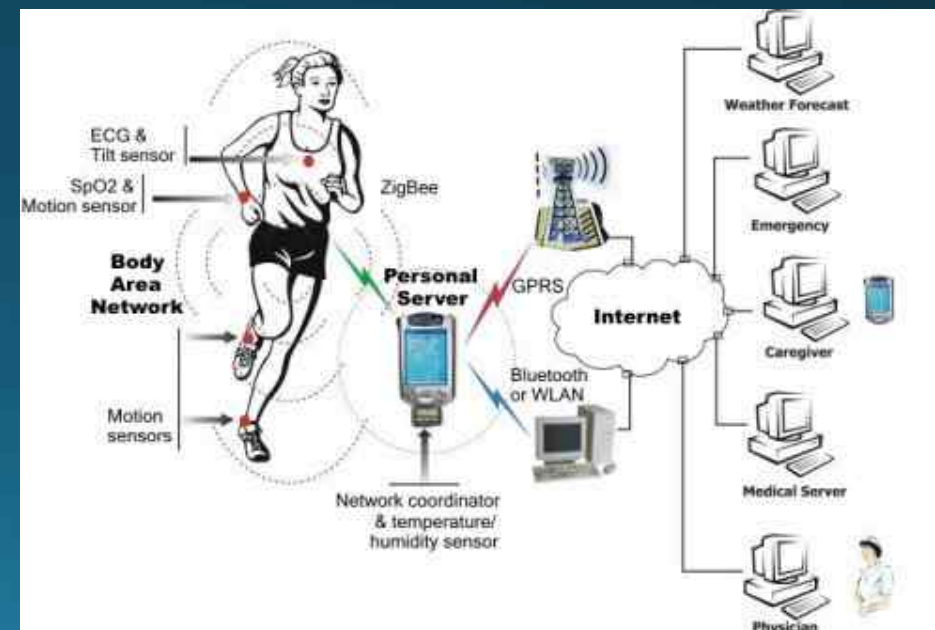 ECG &
Tilt sensor
SpO2 &
Motion sensor
Body
Area
Network
Motion
sensors
ZigBee
Personal
Server
Network coordinator
& temperature/
humidity sensor
GPRS
Bluetooth
or WLAN
Internet
Weather Forecast
Emergency
Caregiver
Medical Server
Physician